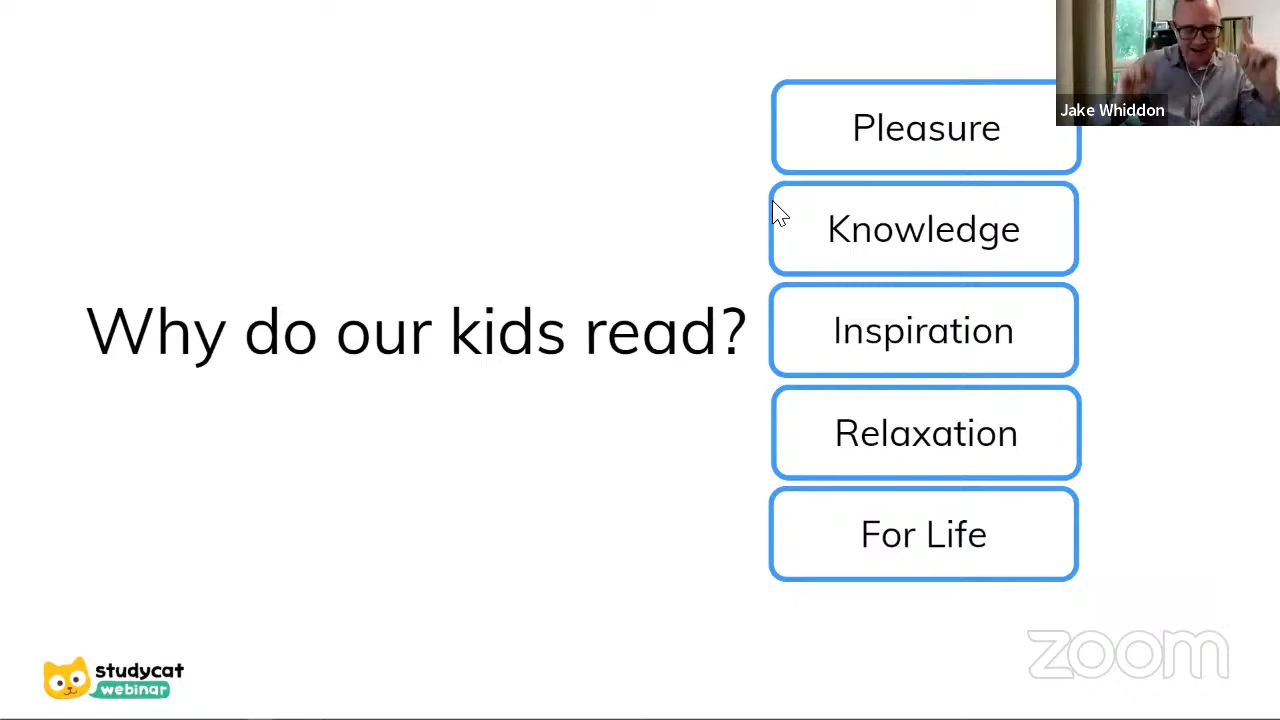 Jake Whiddon
Pleasure
Knowledge
Why do our kids read?
Inspiration
Relaxation
For Life
studycat
webinar
zoom